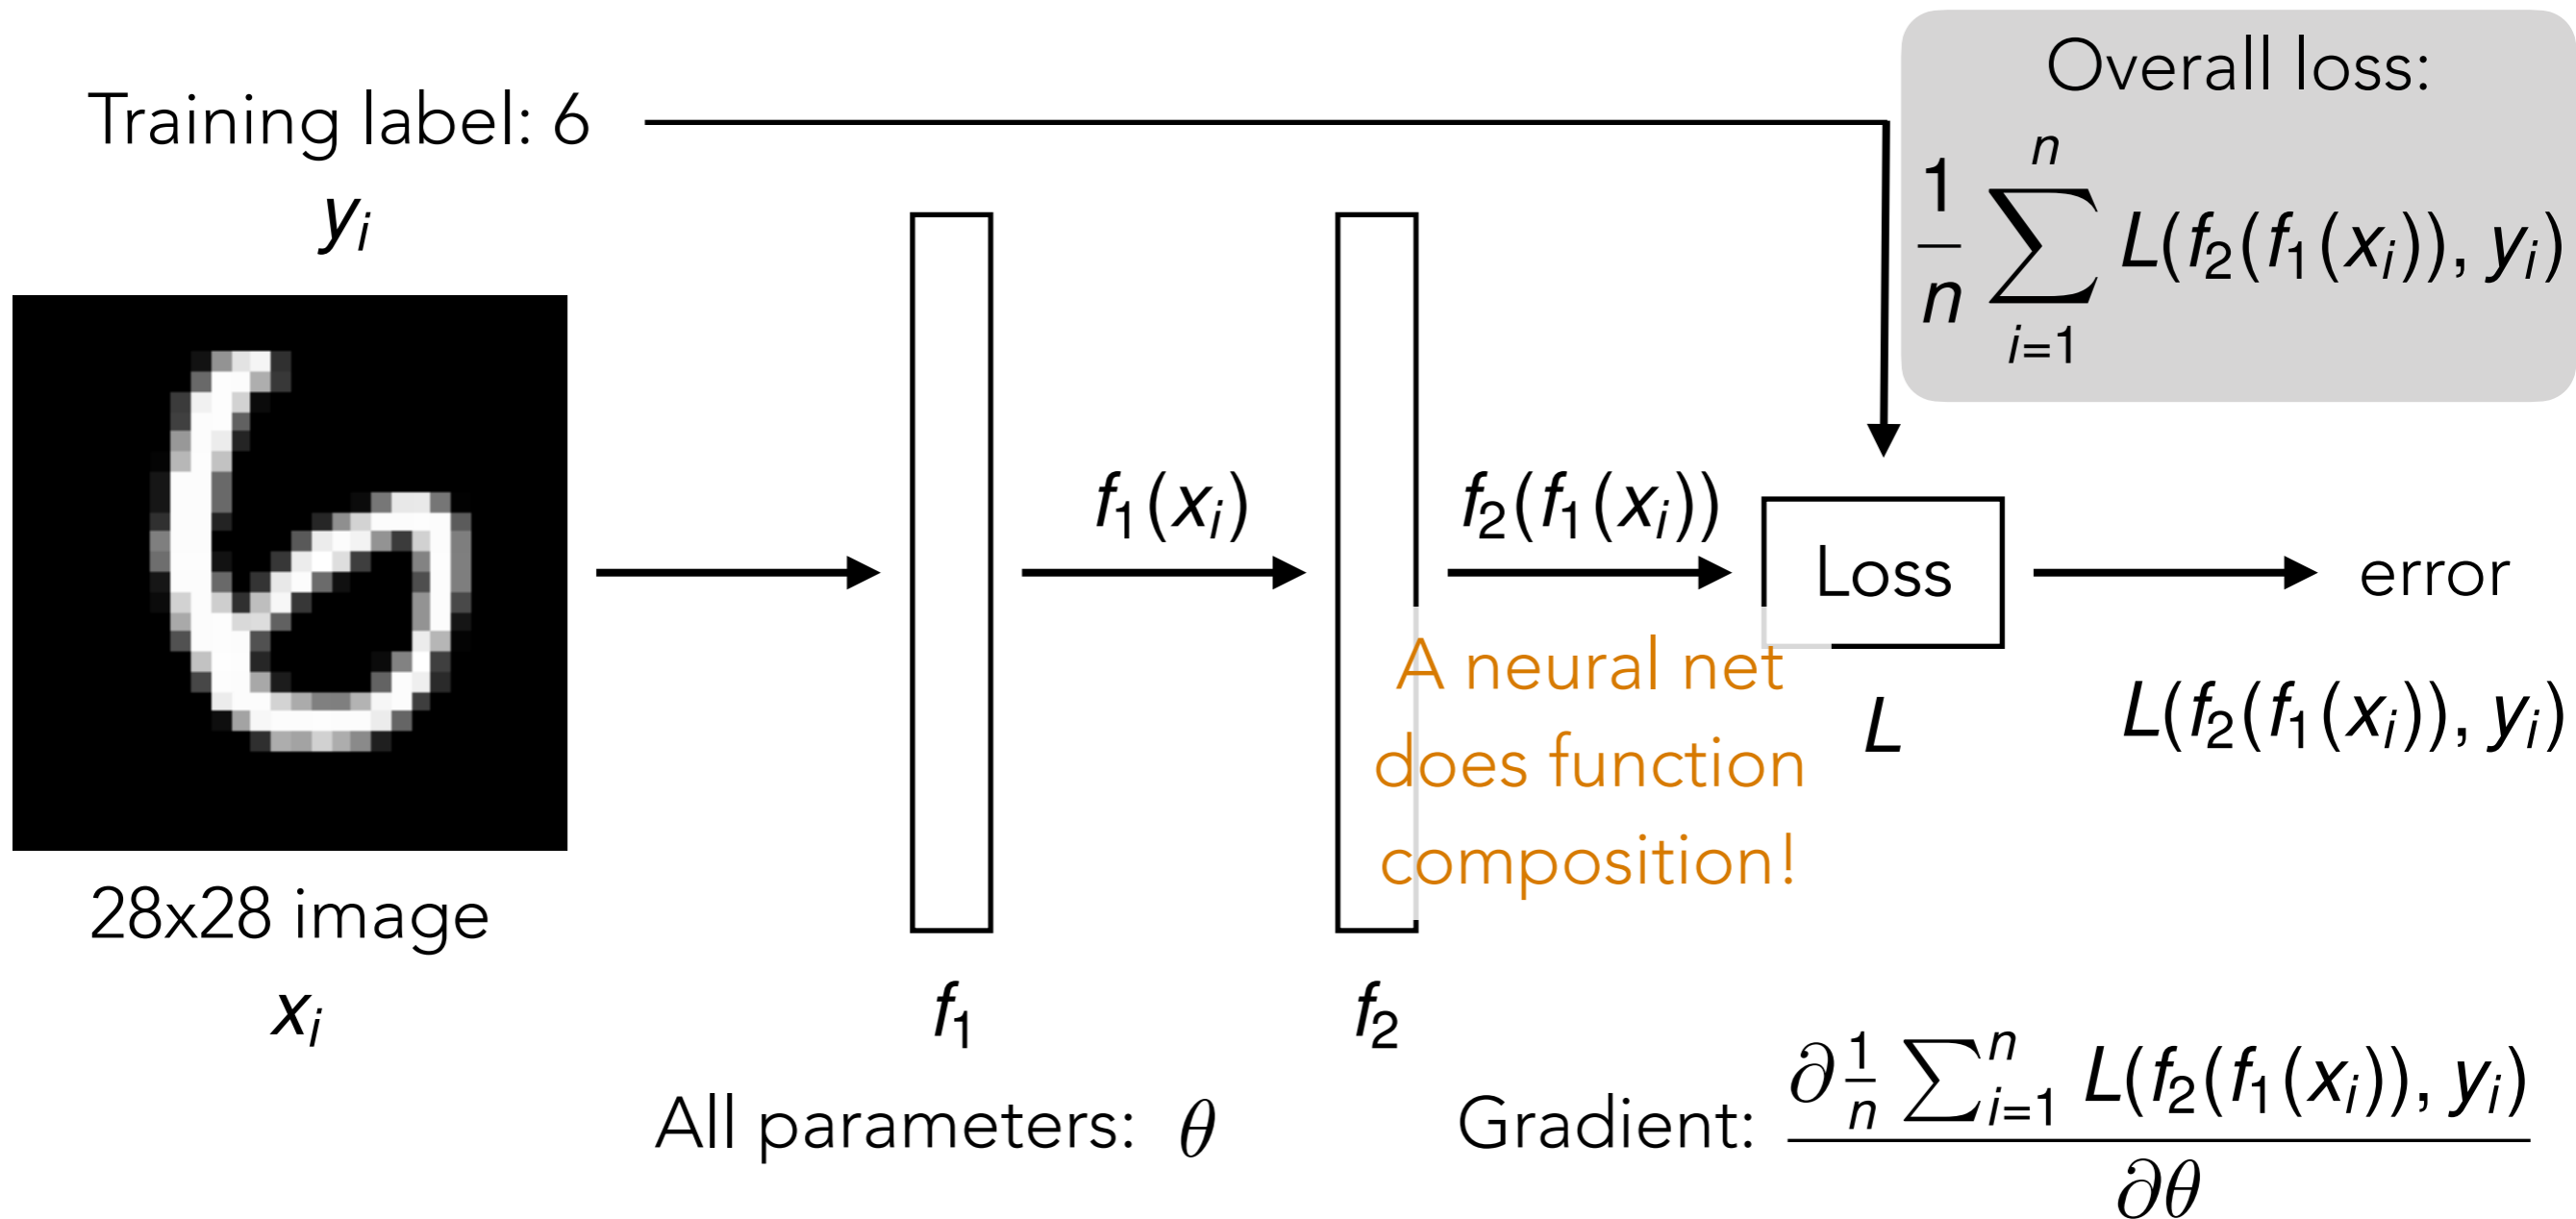 Training label: 6
yᵢ
28x28 image
xᵢ
f₁
f₁(xᵢ)
f₂
f₂(f₁(xᵢ))
A neural net
does function
composition!
Loss
L
error
L(f₂(f₁(xᵢ)), yᵢ)
Overall loss:
1/n ∑ᵢ₌₁ⁿ L(f₂(f₁(xᵢ)), yᵢ)
All parameters: θ
Gradient: ∂ 1/n ∑ᵢ₌₁ⁿ L(f₂(f₁(xᵢ)), yᵢ) / ∂θ